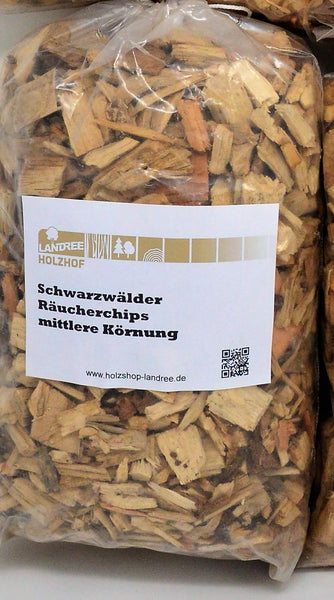 LANDREE
HOLZHOF
Schwarzwälder
Räucherchips
mittlere Körnung
www.holzshop-landree.de